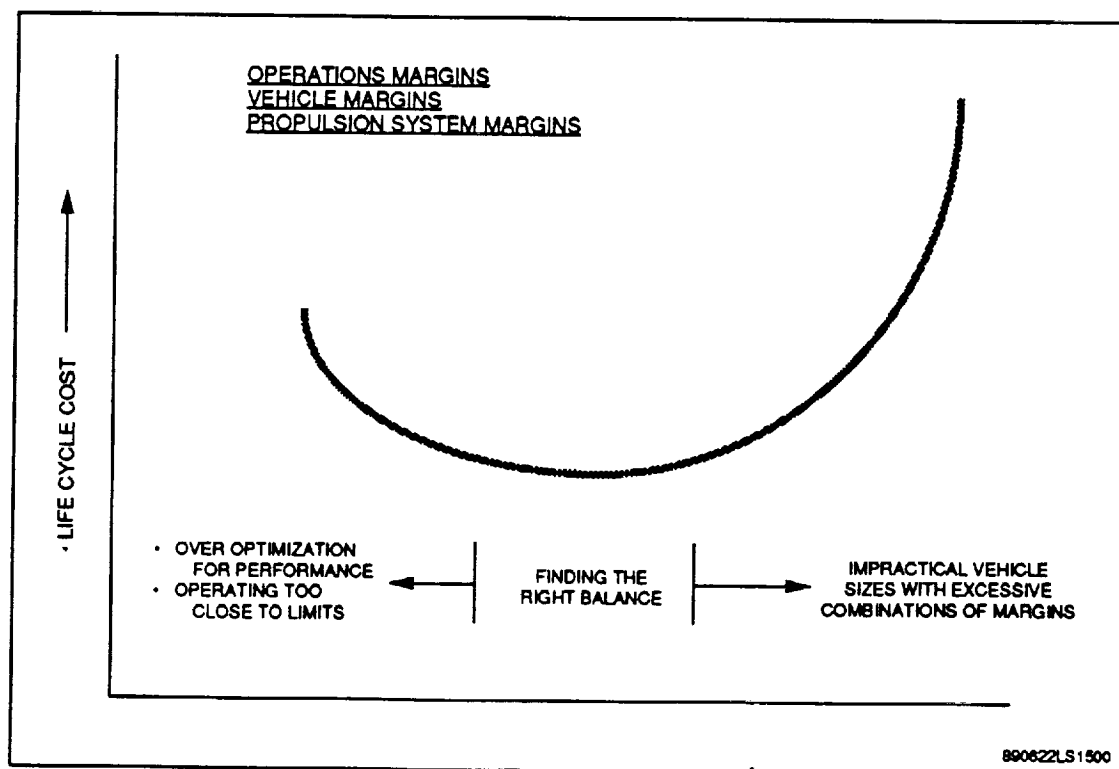 OPERATIONS MARGINS
VEHICLE MARGINS
PROPULSION SYSTEM MARGINS
LIFE CYCLE COST
• OVER OPTIMIZATION
FOR PERFORMANCE
• OPERATING TOO
CLOSE TO LIMITS
FINDING THE
RIGHT BALANCE
IMPRACTICAL VEHICLE
SIZES WITH EXCESSIVE
COMBINATIONS OF MARGINS
890622LS1500